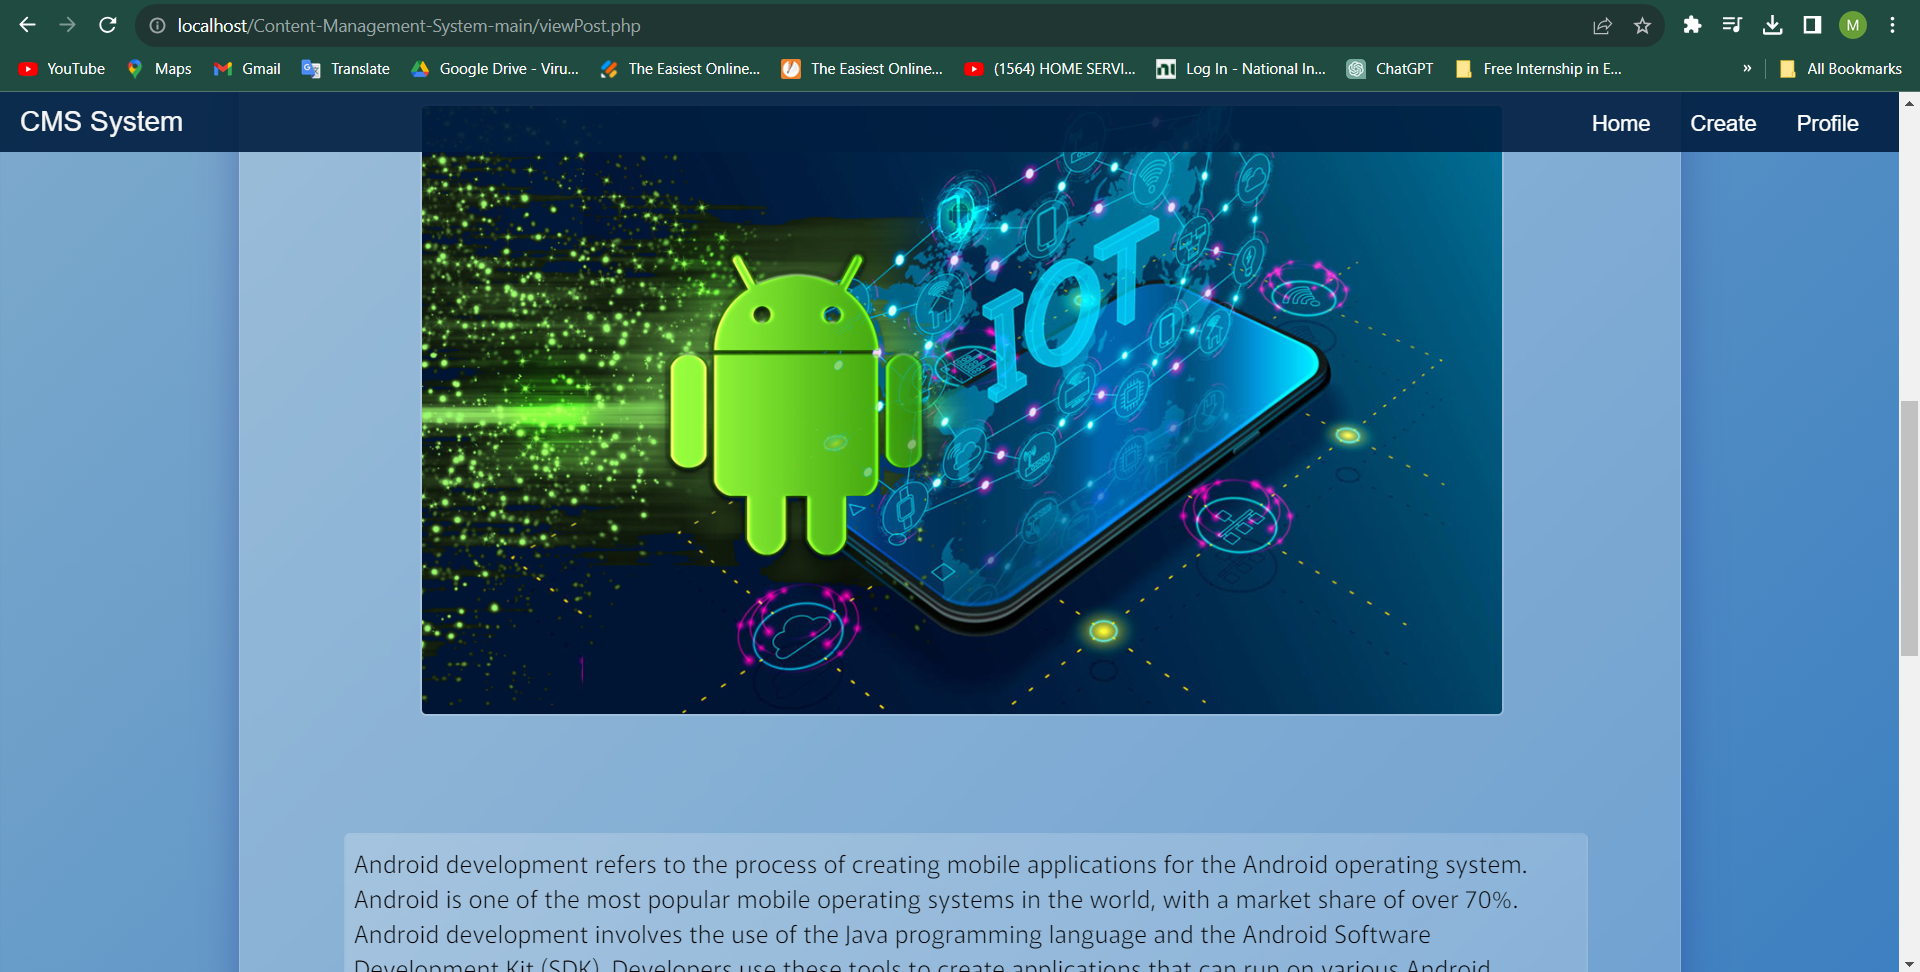 localhost/Content-Management-System-main/viewPost.php
M
YouTube
Maps
Gmail
Translate
Google Drive - Viru...
The Easiest Online...
The Easiest Online...
(1564) HOME SERVI...
Log In - National In...
ChatGPT
Free Internship in E...
»
All Bookmarks
CMS System
Home
Create
Profile
IOT
Android development refers to the process of creating mobile applications for the Android operating system.
Android is one of the most popular mobile operating systems in the world, with a market share of over 70%.
Android development involves the use of the Java programming language and the Android Software
Development Kit (SDK). Developers use these tools to create applications that can run on various Android